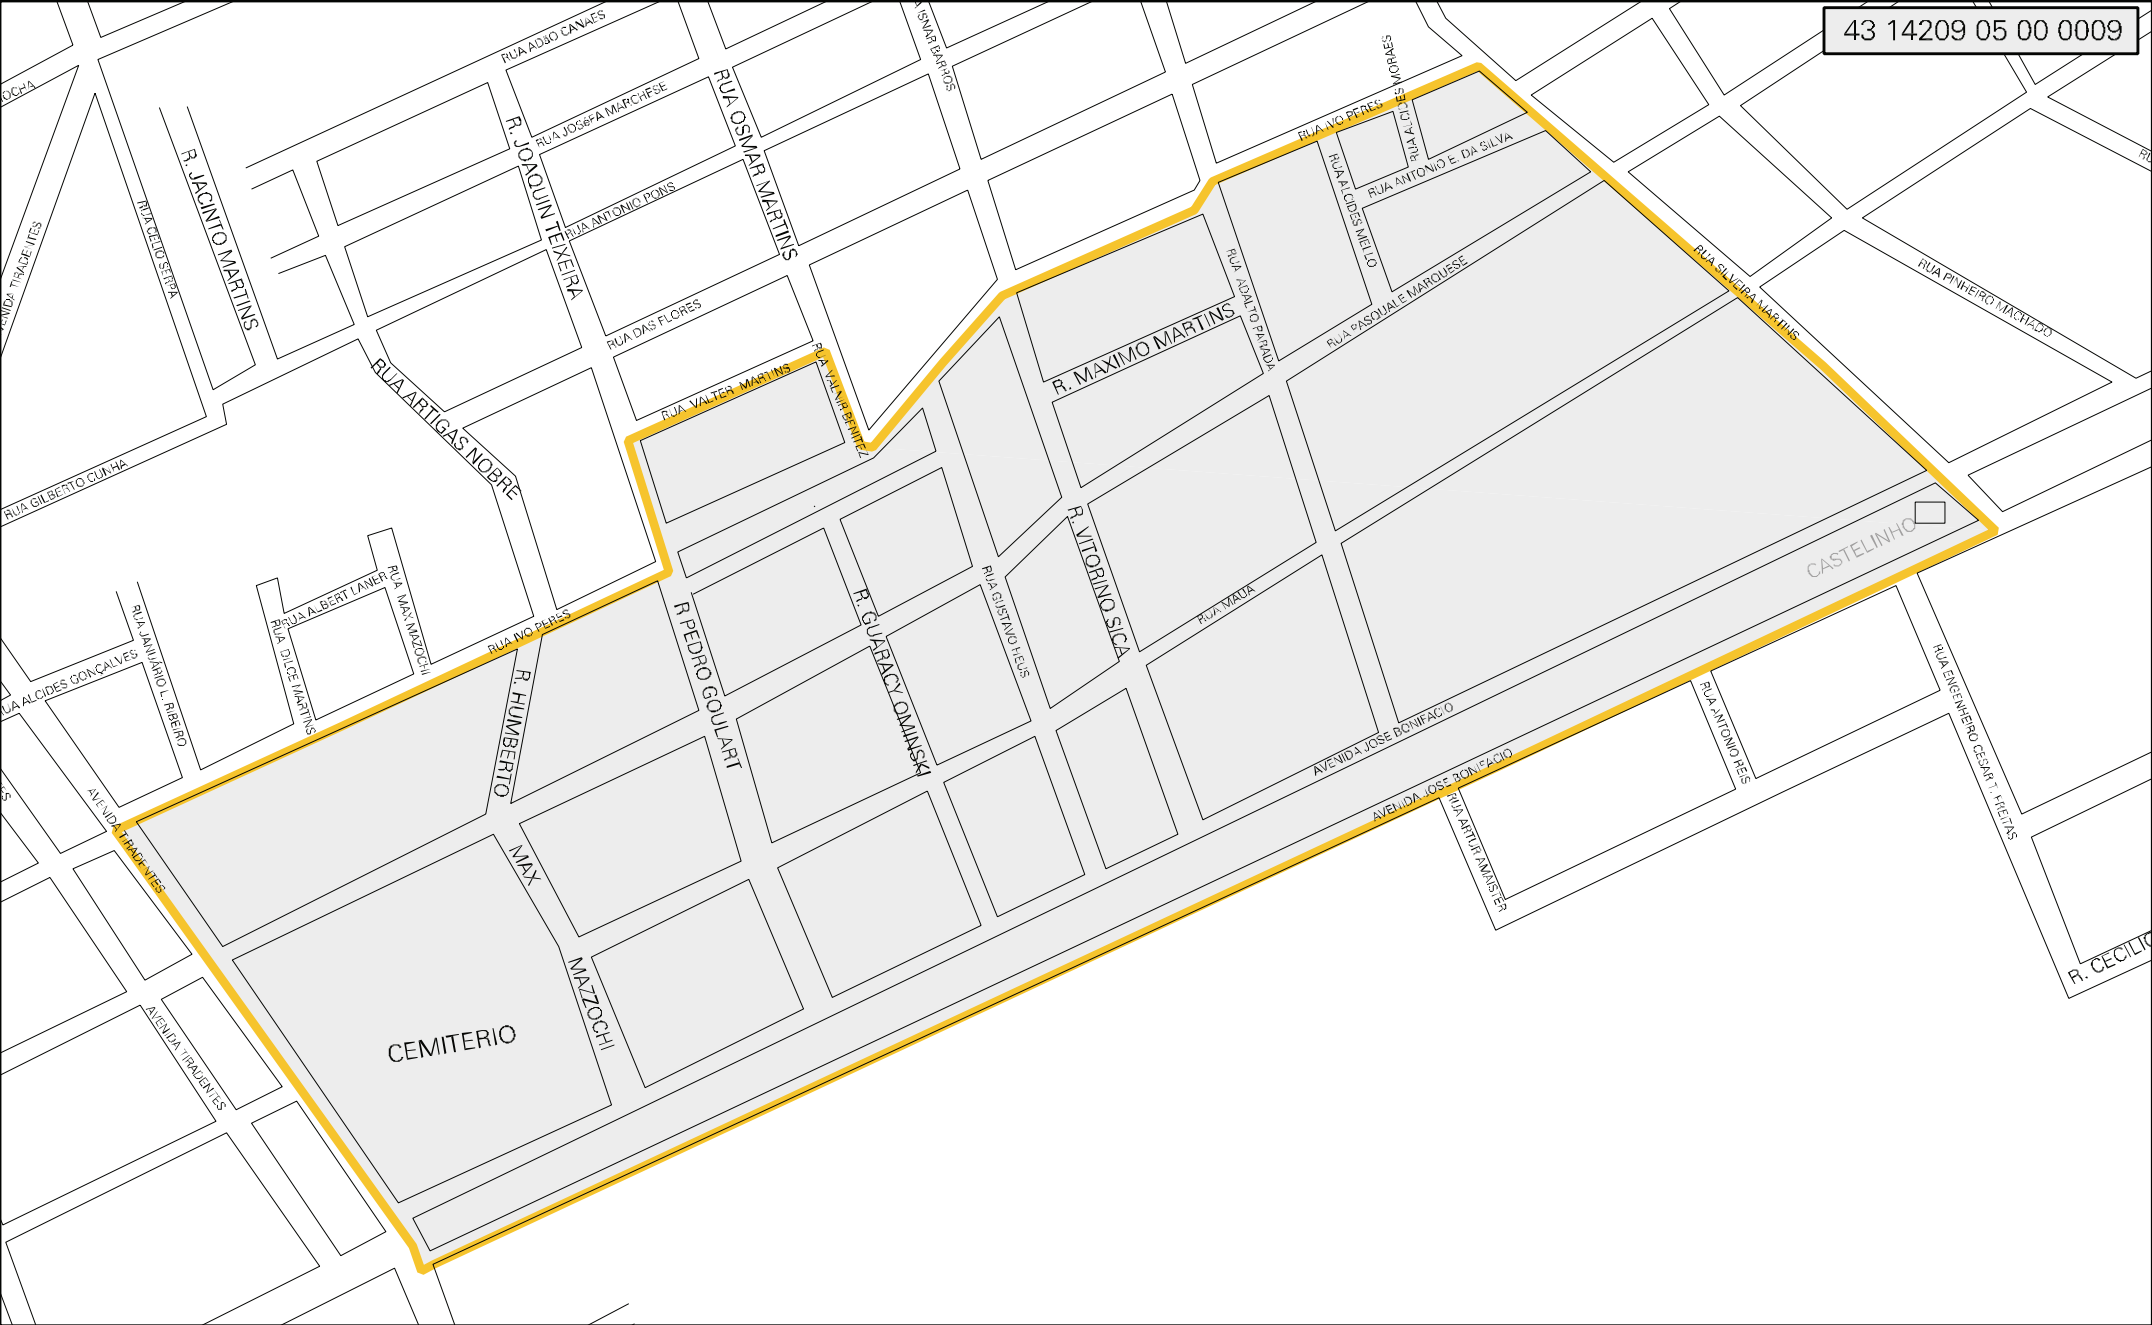 43 14209 05 00 0009
RUA ADãO CANAES
RUA ISNAR BARROS
RUA ALCIDES MORAES
OCHA
RUA JOSéFA MARCHESE
RUA OSMAR MARTINS
RUA IVO PERES
R. JOAQUIN TEIXEIRA
R. JACINTO MARTINS
RUA ANTONIO E. DA SILVA
RUA ALCIDES MELLO
RUA ANTONIO PONS
RUA CELIO SERPA
ENIDA TIRADENTES
RUA ADALTO PARADA
RUA SILVEIRA MARTINS
RUA PINHEIRO MACHADO
RUA PASQUALE MARQUESE
RUA DAS FLORES
R. MAXIMO MARTINS
RUA VALMIR BENITEZ
RUA VALTER MARTINS
RUA ARTIGAS NOBRE
RUA GILBERTO CUNHA
CASTELINHO
R. VITORINO SICA
RUA ALBERT LANER
RUA MAX MAZOCHI
RUA JANUÁRIO L. RIBEIRO
RUA DILCE MARTINS
RUA IVO PERES
R PEDRO GOULART
R. GUARACY OMINSKI
RUA GUSTAVO HEUS
RUA MAUA
RUA ALCIDES GONÇALVES
R. HUMBERTO
RUA ENGENHEIRO CESAR T. FREITAS
RUA ANTONIO REIS
AVENIDA JOSE BONIFACIO
AVENIDA JOSE BONIFACIO
RUA ARTUR AMAISTER
ES
AVENIDA TIRADENTES
MAX
MAZZOCHI
CEMITERIO
AVENIDA TIRADENTES
R. CECILIO